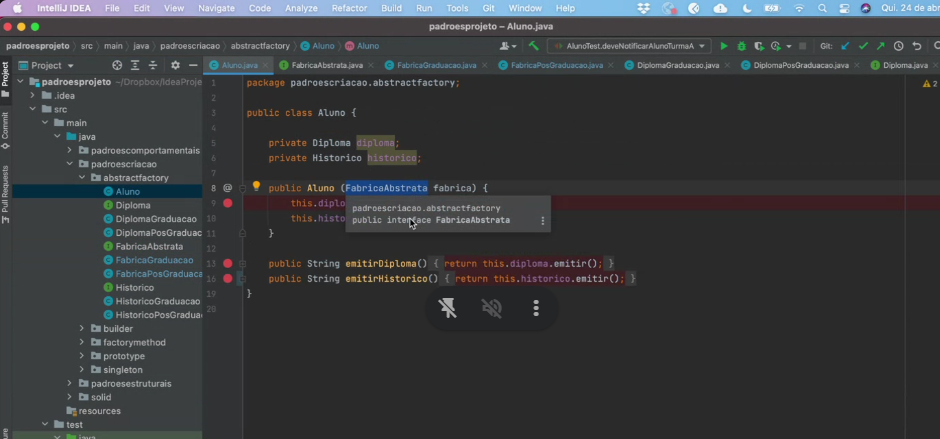 IntelliJ IDEA File Edit View Navigate Code Analyze Refactor Build Run Tools Git Window Help Qui. 24 de abr
padroesprojeto – Aluno.java
padroesprojeto src main java padroescriacao abstractfactory Aluno Aluno AlunoTest.deveNotificarAlunoTurmaA Git:
Project Aluno.java FabricaAbstrata.java FabricaGraduacao.java FabricaPosGraduacao.java DiplomaGraduacao.java DiplomaPosGraduacao.java Diploma.java
padroesprojeto ~/Dropbox/IdeaProje
.idea
src
main
java
padroescomportamentais
padroescriacao
abstractfactory
Aluno
Diploma
DiplomaGraduacao
DiplomaPosGraduac
FabricaAbstrata
FabricaGraduacao
FabricaPosGraduaca
Historico
HistoricoGraduacao
HistoricoPosGradua
builder
factorymethod
prototype
singleton
padroesestruturais
solid
resources
test
java
Project
Commit
Pull Requests
1 package padroescriacao.abstractfactory;
2
3 public class Aluno {
4
5 private Diploma diploma;
6 private Historico historico;
7
8 @ public Aluno (FabricaAbstrata fabrica) {
9 this.diplo
10 this.histo
11 }
12
13 public String emitirDiploma() { return this.diploma.emitir(); }
16 public String emitirHistorico() { return this.historico.emitir(); }
19 }
20
padroescriacao.abstractfactory
public interface FabricaAbstrata
2